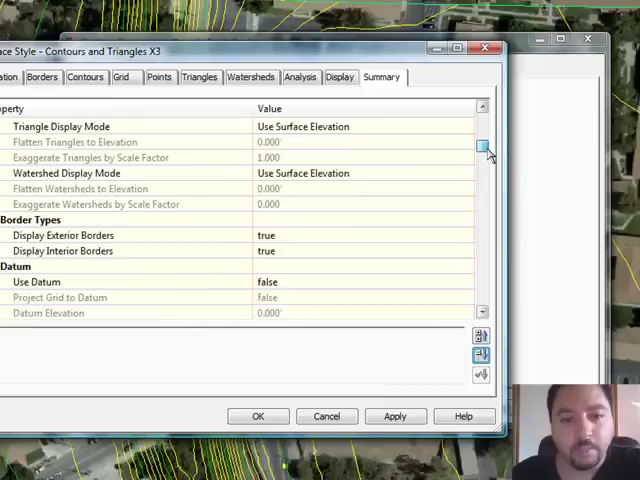 ace Style - Contours and Triangles X3
ation Borders Contours Grid Points Triangles Watersheds Analysis Display Summary
operty Value
Triangle Display Mode Use Surface Elevation
Flatten Triangles to Elevation 0.000'
Exaggerate Triangles by Scale Factor 1.000
Watershed Display Mode Use Surface Elevation
Flatten Watersheds to Elevation 0.000'
Exaggerate Watersheds by Scale Factor 0.000
Border Types
Display Exterior Borders true
Display Interior Borders true
Datum
Use Datum false
Project Grid to Datum false
Datum Elevation 0.000'
OK Cancel Apply Help